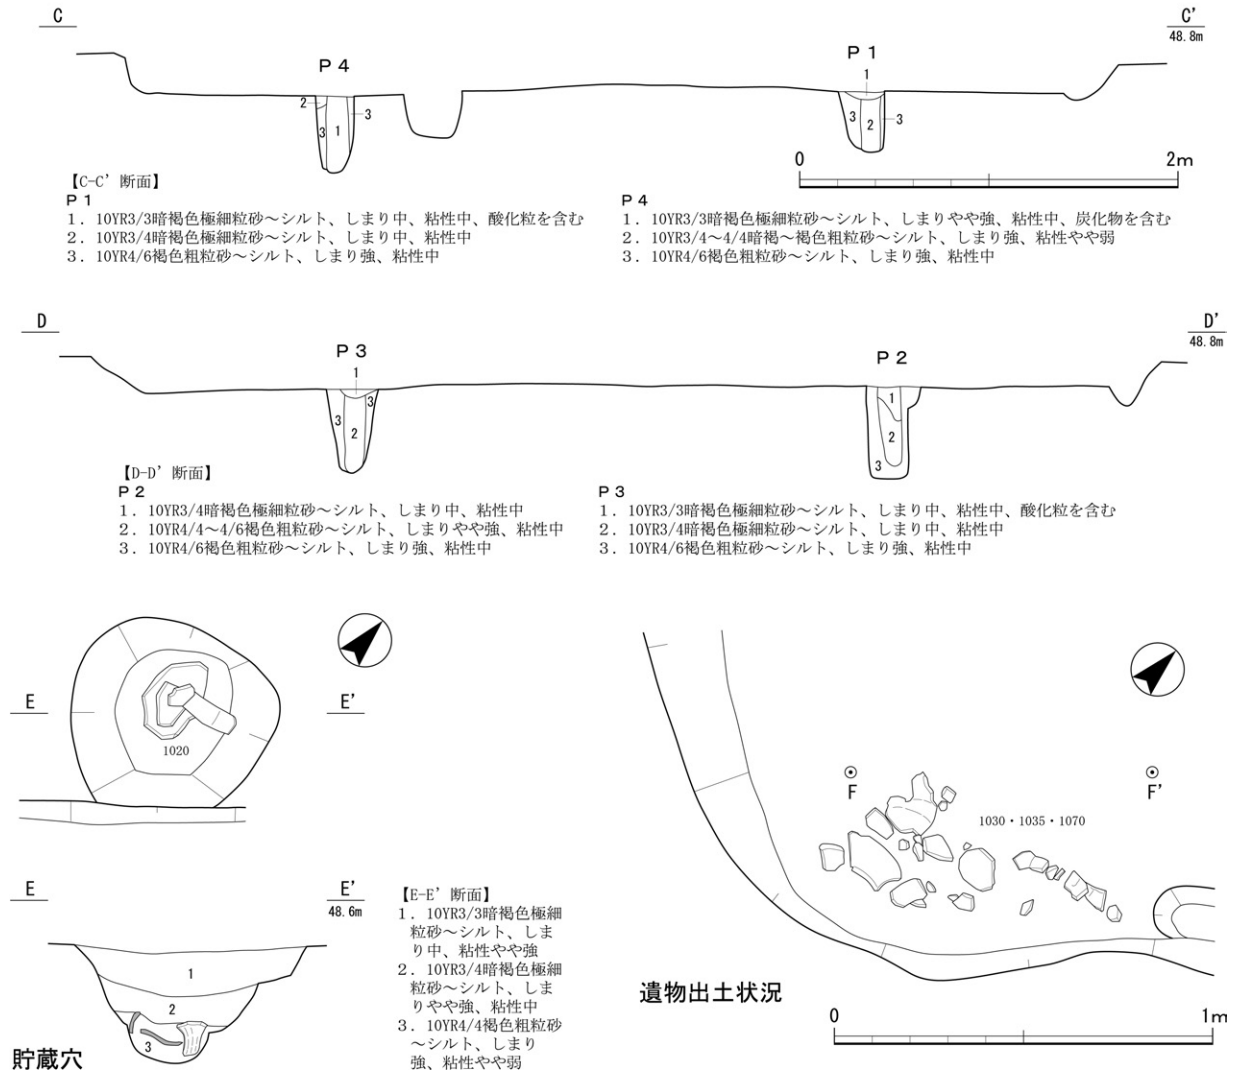 C
C'
48.8m
P 4
P 1
1
2
3
3
1
3
2
3
0
2m
【C-C' 断面】
P 1
1. 10YR3/3暗褐色極細粒砂～シルト、しまり中、粘性中、酸化粒を含む
2. 10YR3/4暗褐色極細粒砂～シルト、しまり中、粘性中
3. 10YR4/6褐色粗粒砂～シルト、しまり強、粘性中
P 4
1. 10YR3/3暗褐色極細粒砂～シルト、しまりやや強、粘性中、炭化物を含む
2. 10YR3/4～4/4暗褐～褐色粗粒砂～シルト、しまり強、粘性やや弱
3. 10YR4/6褐色粗粒砂～シルト、しまり強、粘性中
D
D'
48.8m
P 3
P 2
1
3
3
2
1
2
3
【D-D' 断面】
P 2
1. 10YR3/4暗褐色極細粒砂～シルト、しまり中、粘性中
2. 10YR4/4～4/6褐色粗粒砂～シルト、しまりやや強、粘性中
3. 10YR4/6褐色粗粒砂～シルト、しまり強、粘性中
P 3
1. 10YR3/3暗褐色極細粒砂～シルト、しまり中、粘性中、酸化粒を含む
2. 10YR3/4暗褐色極細粒砂～シルト、しまり中、粘性中
3. 10YR4/6褐色粗粒砂～シルト、しまり強、粘性中
E
E'
1020
F
F'
1030・1035・1070
E
E'
48.6m
1
2
3
貯蔵穴
【E-E' 断面】
1. 10YR3/3暗褐色極細
粒砂～シルト、しま
り中、粘性やや強
2. 10YR3/4暗褐色極細
粒砂～シルト、しま
りやや強、粘性中
3. 10YR4/4褐色粗粒砂
～シルト、しまり
強、粘性やや弱
遺物出土状況
0
1m